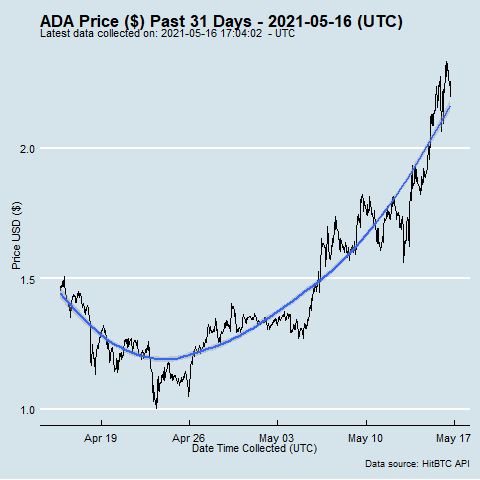 ADA Price ($) Past 31 Days - 2021-05-16 (UTC)
Latest data collected on: 2021-05-16 17:04:02  - UTC
Price USD ($)
2.0
1.5
1.0
Apr 19
Apr 26
May 03
May 10
May 17
Date Time Collected (UTC)
Data source: HitBTC API